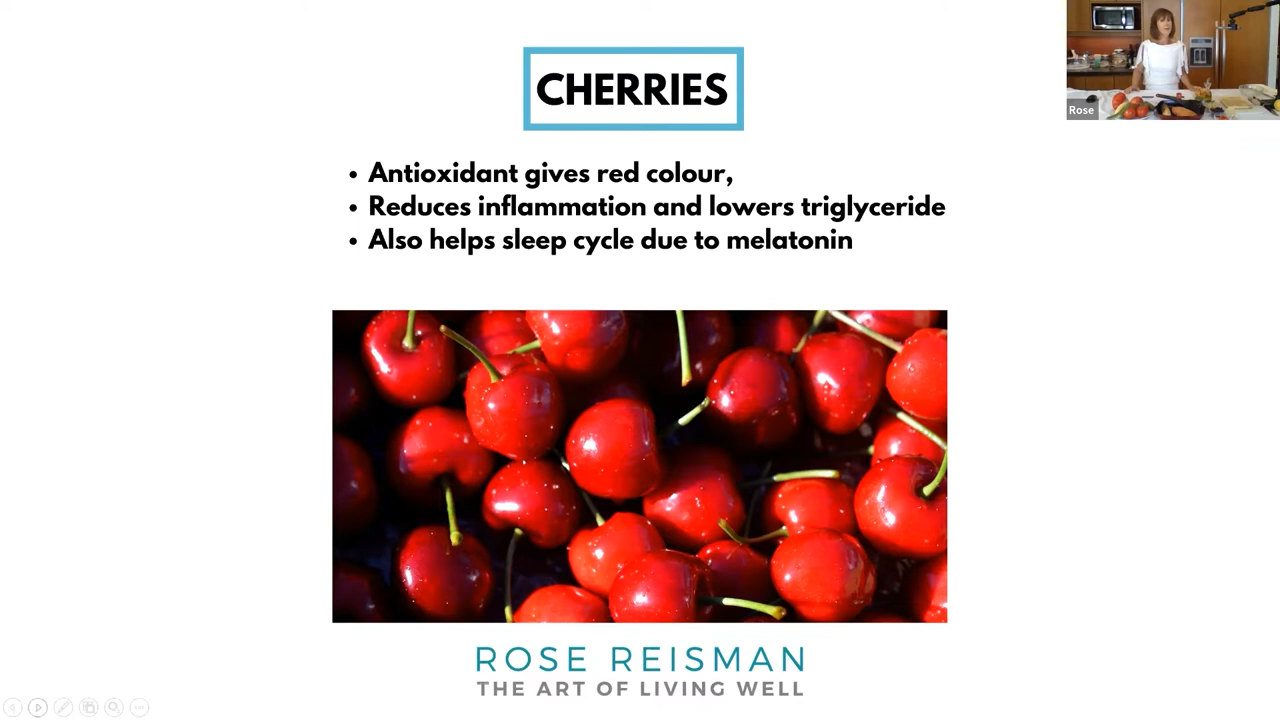 CHERRIES
Rose
• Antioxidant gives red colour,
• Reduces inflammation and lowers triglyceride
• Also helps sleep cycle due to melatonin
ROSE REISMAN
THE ART OF LIVING WELL